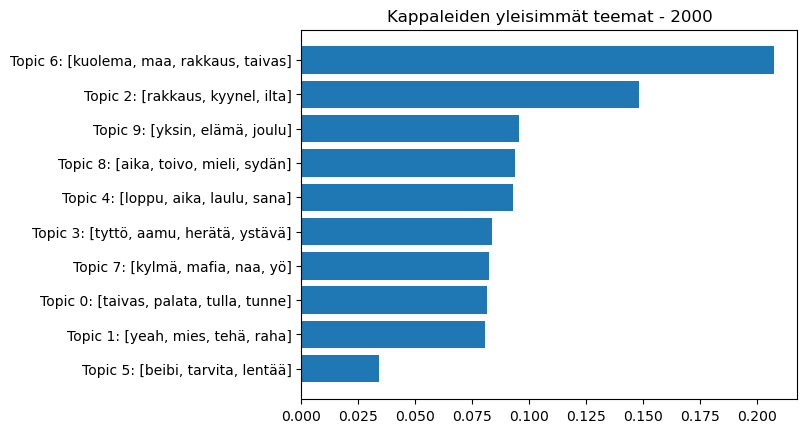 Kappaleiden yleisimmät teemat - 2000
Topic 6: [kuolema, maa, rakkaus, taivas]
Topic 2: [rakkaus, kyynel, ilta]
Topic 9: [yksin, elämä, joulu]
Topic 8: [aika, toivo, mieli, sydän]
Topic 4: [loppu, aika, laulu, sana]
Topic 3: [tyttö, aamu, herätä, ystävä]
Topic 7: [kylmä, mafia, naa, yö]
Topic 0: [taivas, palata, tulla, tunne]
Topic 1: [yeah, mies, tehä, raha]
Topic 5: [beibi, tarvita, lentää]
0.000 0.025 0.050 0.075 0.100 0.125 0.150 0.175 0.200